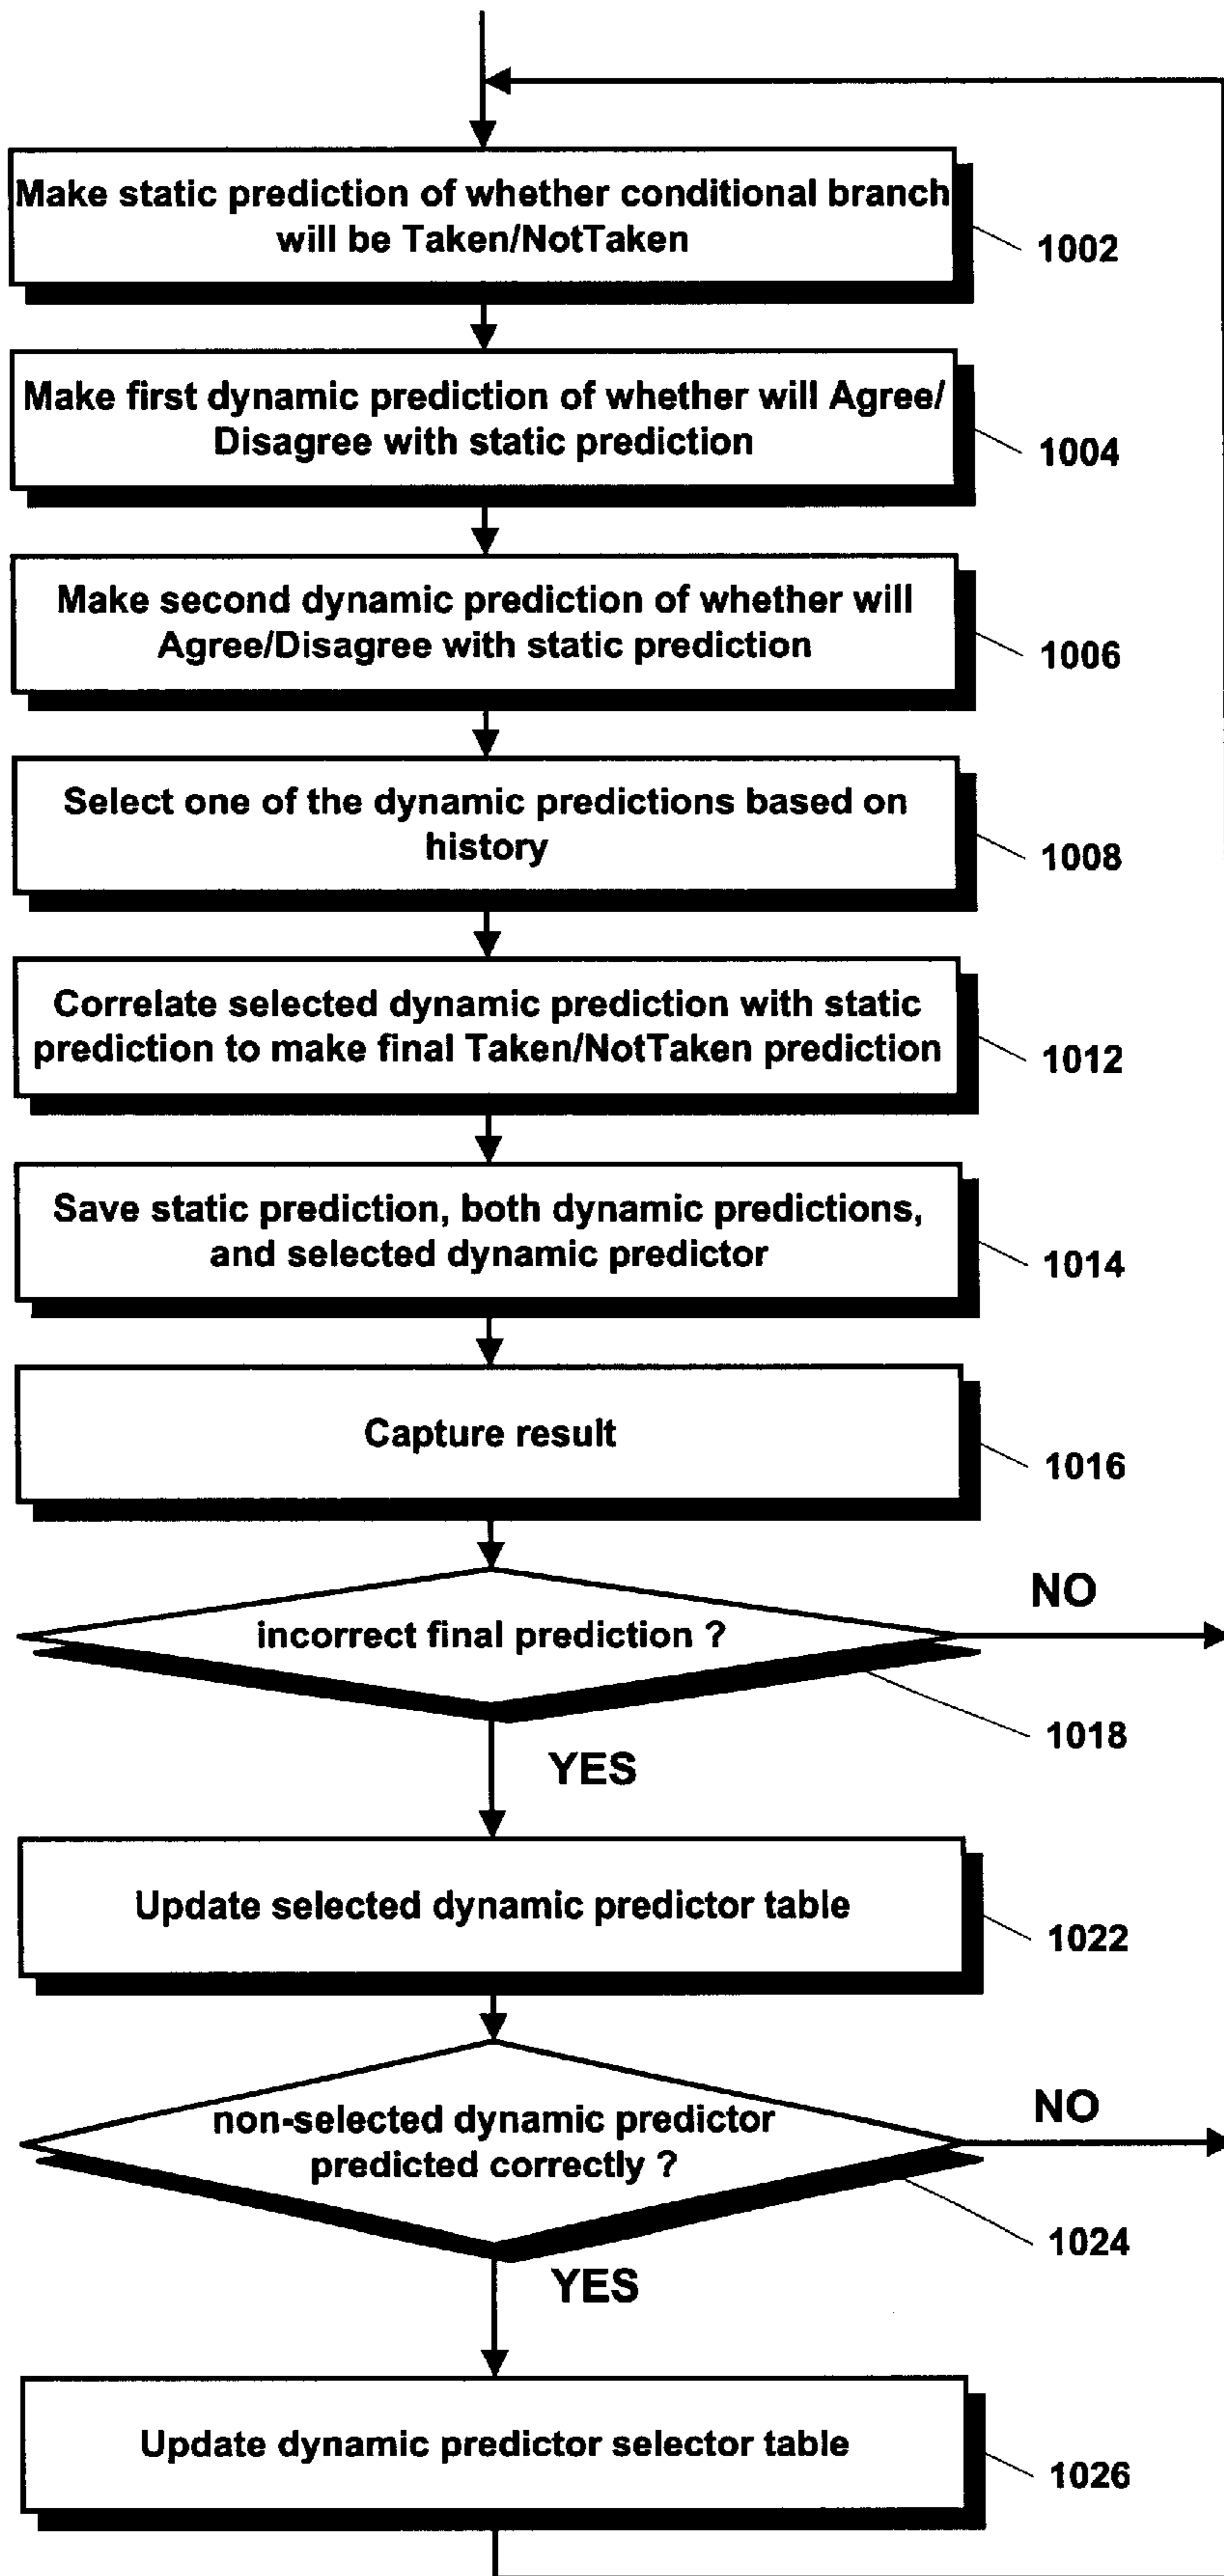 Make static prediction of whether conditional branch
will be Taken/NotTaken
1002
Make first dynamic prediction of whether will Agree/
Disagree with static prediction
1004
Make second dynamic prediction of whether will
Agree/Disagree with static prediction
1006
Select one of the dynamic predictions based on
history
1008
Correlate selected dynamic prediction with static
prediction to make final Taken/NotTaken prediction
1012
Save static prediction, both dynamic predictions,
and selected dynamic predictor
1014
Capture result
1016
incorrect final prediction ?
NO
1018
YES
Update selected dynamic predictor table
1022
non-selected dynamic predictor
predicted correctly ?
NO
1024
YES
Update dynamic predictor selector table
1026